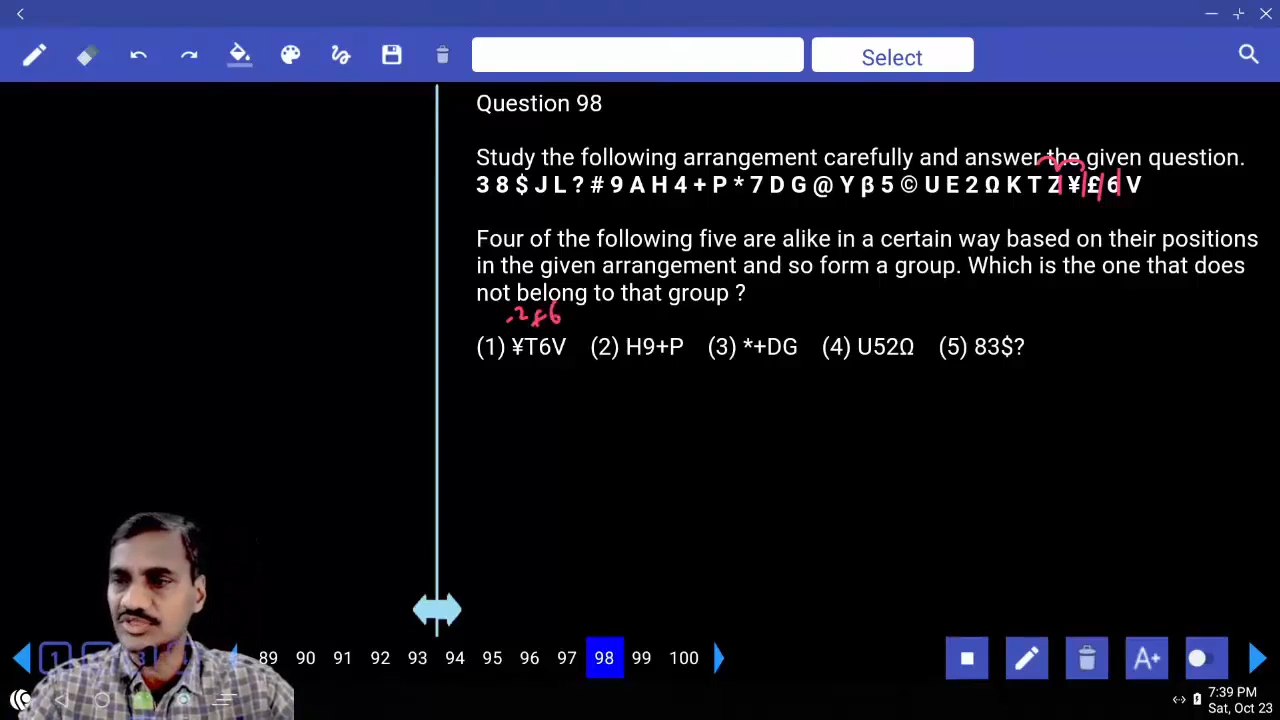 Select
Question 98
Study the following arrangement carefully and answer the given question.
3 8 $ J L ? # 9 A H 4 + P * 7 D G @ Y β 5 © U E 2 Ω K T Z ¥ £ 6 V
Four of the following five are alike in a certain way based on their positions
in the given arrangement and so form a group. Which is the one that does
not belong to that group ?
(1) ¥T6V (2) H9+P (3) *+DG (4) U52Ω (5) 83$?
89 90 91 92 93 94 95 96 97 98 99 100
A+
7:39 PM
Sat, Oct 23